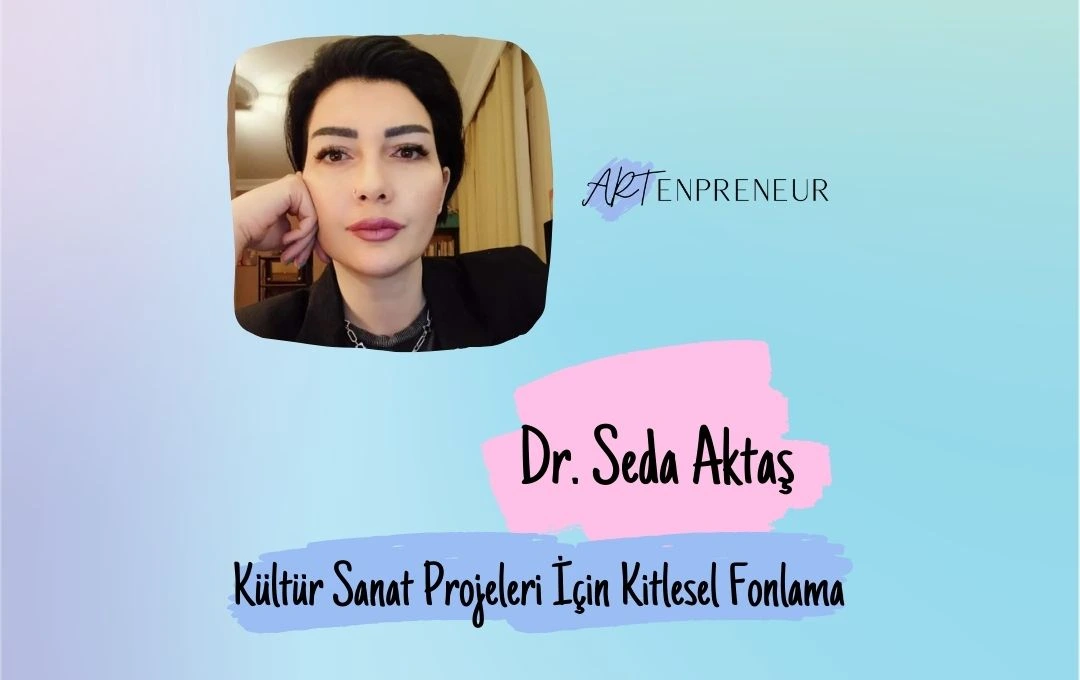 ARTENPRENEUR
Dr. Seda Aktaş
Kültür Sanat Projeleri İçin Kitlesel Fonlama